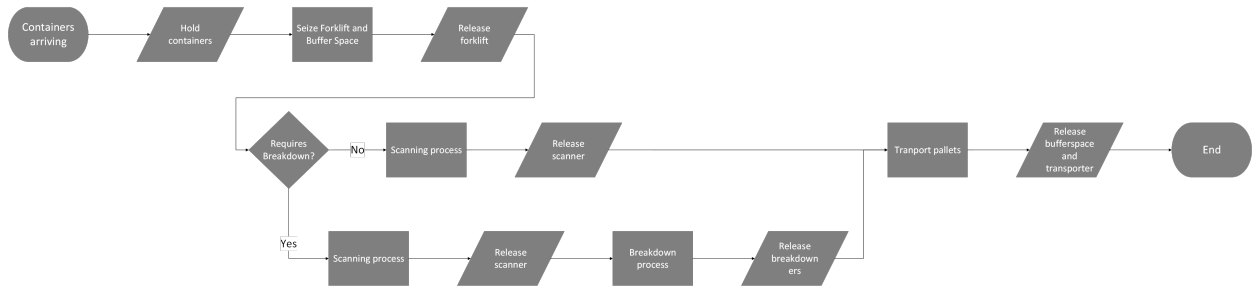 Containers
arriving
Hold
containers
Seize Forklift and
Buffer Space
Release
forklift
Requires
Breakdown?
No
Scanning process
Release
scanner
Tranport pallets
Release
bufferspace
and
transporter
End
Yes
Scanning process
Release
scanner
Breakdown
process
Release
breakdown
ers